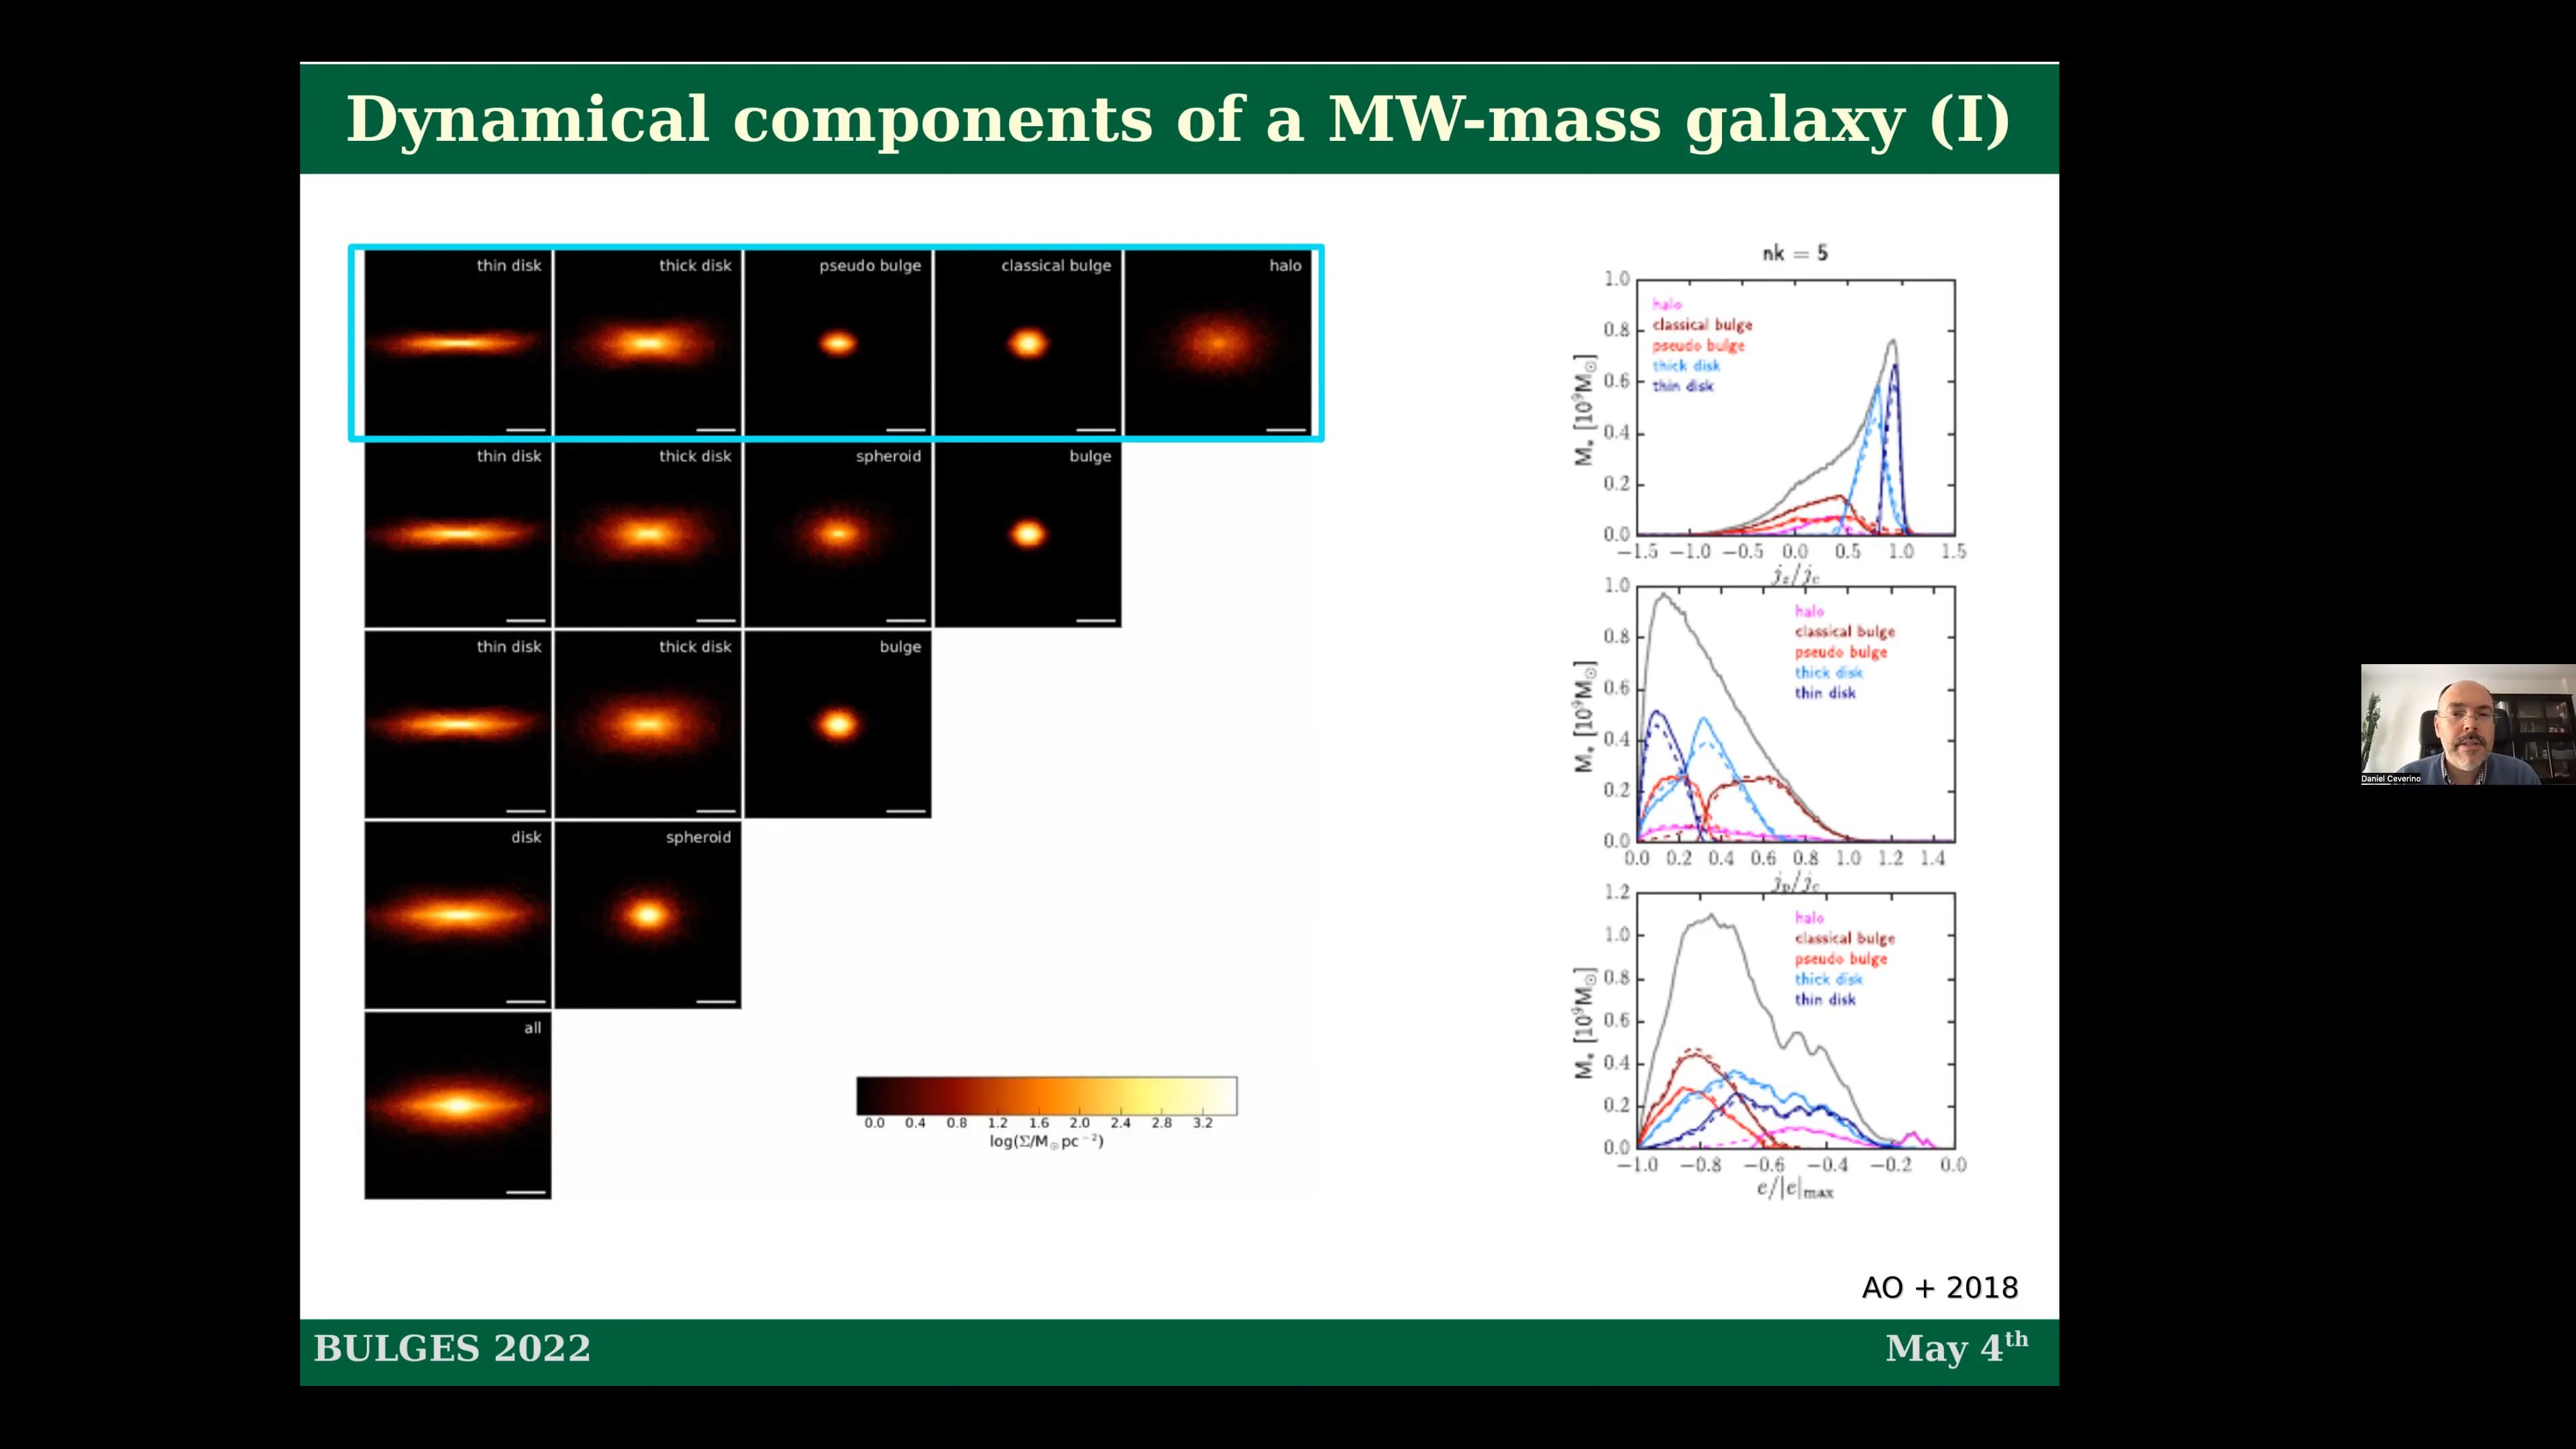 Dynamical components of a MW-mass galaxy (I)
thin disk
thick disk
pseudo bulge
classical bulge
halo
thin disk
thick disk
spheroid
bulge
thin disk
thick disk
bulge
disk
spheroid
all
0.0 0.4 0.8 1.2 1.6 2.0 2.4 2.8 3.2
log(Σ/M⊙pc⁻²)
nk = 5
1.0
0.8
0.6
0.4
0.2
0.0
M⋆ [10⁹M⊙]
halo
classical bulge
pseudo bulge
thick disk
thin disk
−1.5 −1.0 −0.5 0.0 0.5 1.0 1.5
j_z/j_c
1.0
0.8
0.6
0.4
0.2
0.0
M⋆ [10⁹M⊙]
halo
classical bulge
pseudo bulge
thick disk
thin disk
0.0 0.2 0.4 0.6 0.8 1.0 1.2 1.4
j_p/j_c
1.2
1.0
0.8
0.6
0.4
0.2
0.0
M⋆ [10⁹M⊙]
halo
classical bulge
pseudo bulge
thick disk
thin disk
−1.0 −0.8 −0.6 −0.4 −0.2 0.0
e/|e|max
AO + 2018
BULGES 2022
May 4th
Daniel Ceverino